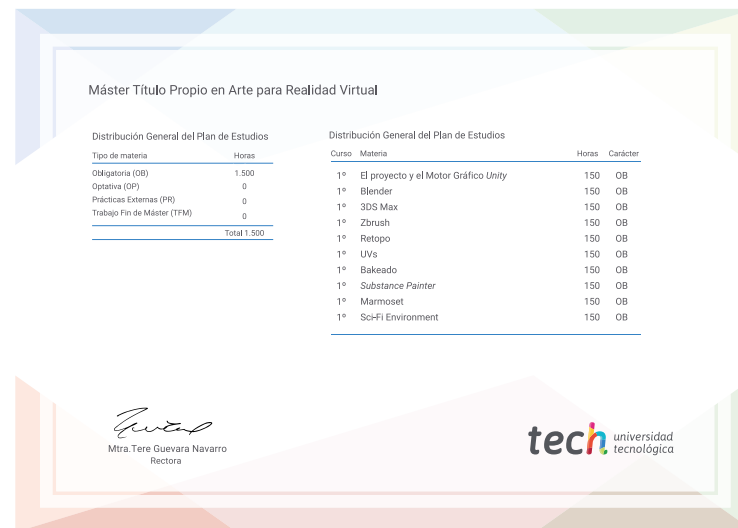 Máster Título Propio en Arte para Realidad Virtual
Distribución General del Plan de Estudios
Tipo de materia Horas
Obligatoria (OB) 1.500
Optativa (OP) 0
Prácticas Externas (PR) 0
Trabajo Fin de Máster (TFM) 0
Total 1.500
Distribución General del Plan de Estudios
Curso Materia Horas Carácter
1º El proyecto y el Motor Gráfico Unity 150 OB
1º Blender 150 OB
1º 3DS Max 150 OB
1º Zbrush 150 OB
1º Retopo 150 OB
1º UVs 150 OB
1º Bakeado 150 OB
1º Substance Painter 150 OB
1º Marmoset 150 OB
1º Sci-Fi Environment 150 OB
Mtra.Tere Guevara Navarro
Rectora
tech universidad
tecnológica